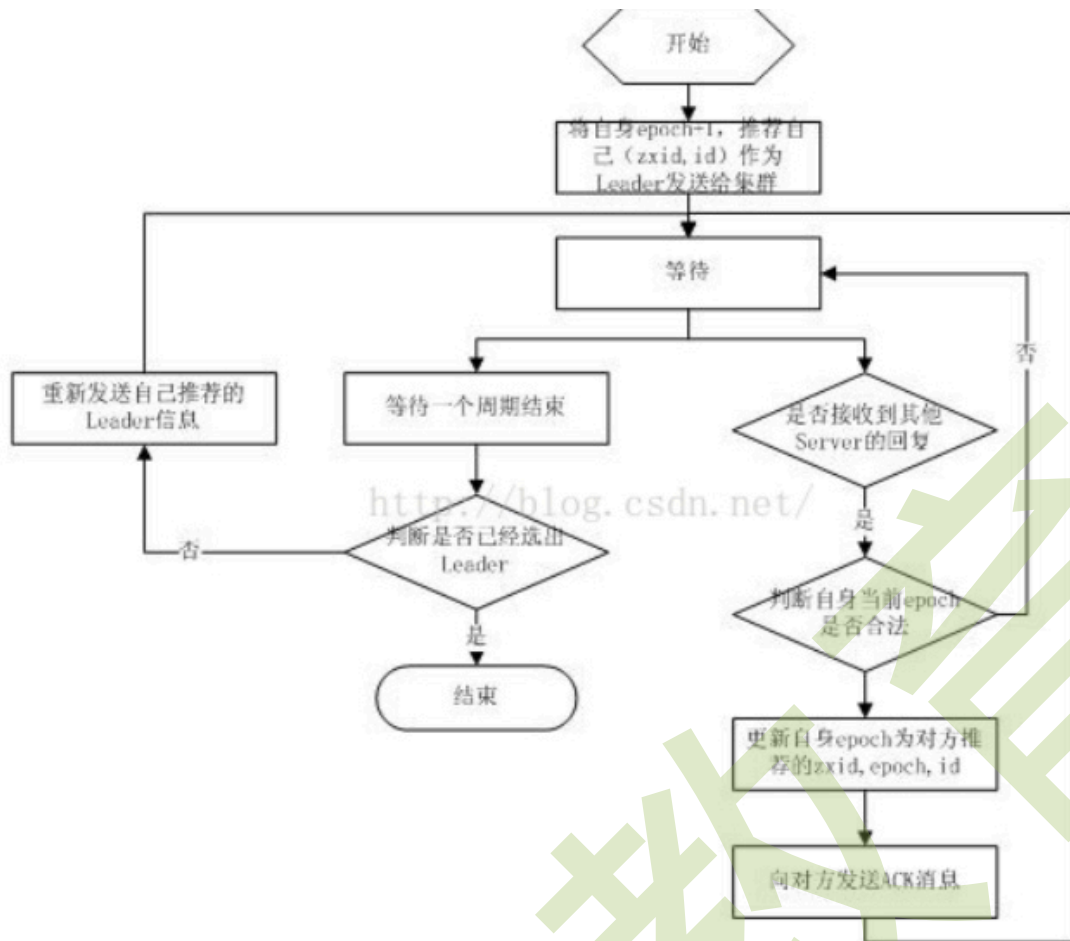 开始
将自身epoch+1，推荐自
己（zxid,id）作为
Leader发送给集群
等待
否
重新发送自己推荐的
Leader信息
等待一个周期结束
是否接收到其他
Server的回复
http://blog.csdn.net/
是
否
判断是否已经选出
Leader
判断自身当前epoch
是否合法
是
结束
更新自身epoch为对方推
荐的zxid,epoch,id
向对方发送ACK消息